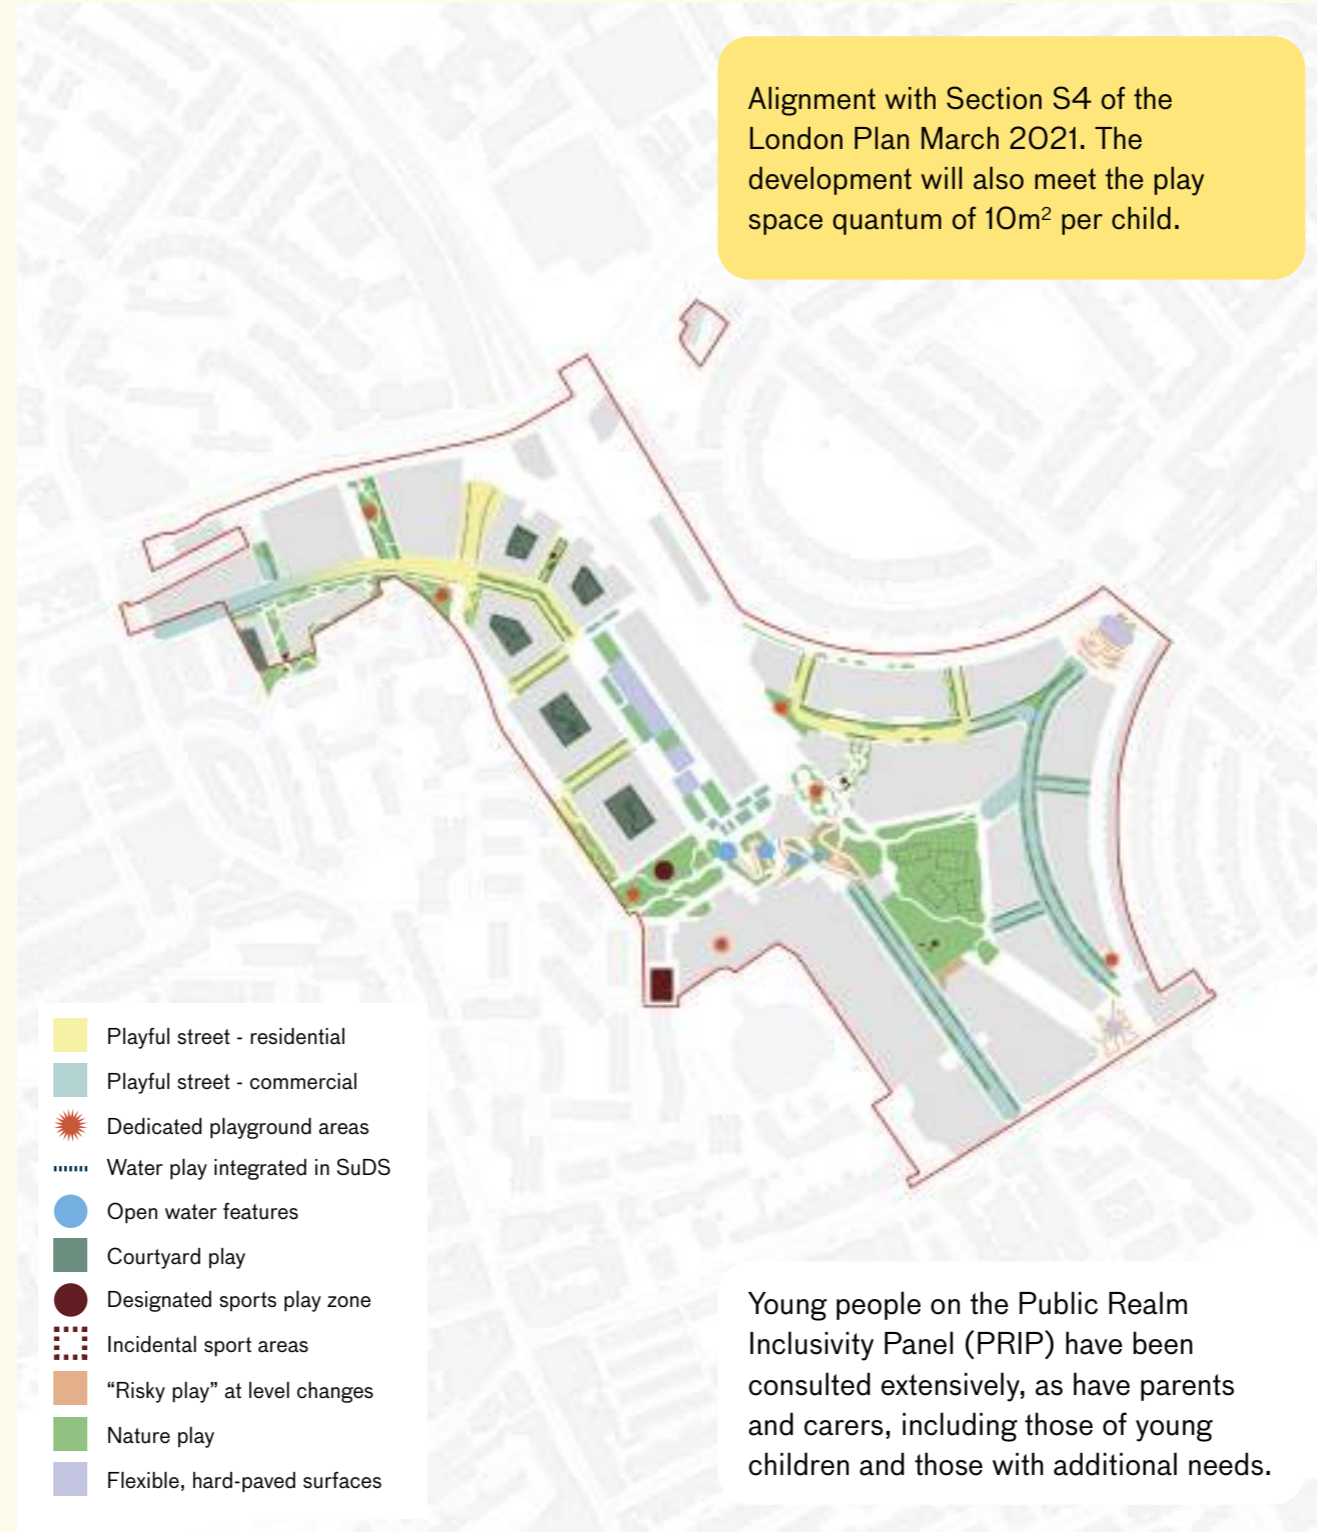 Alignment with Section S4 of the
London Plan March 2021. The
development will also meet the play
space quantum of 10m² per child.
Playful street - residential
Playful street - commercial
Dedicated playground areas
Water play integrated in SuDS
Open water features
Courtyard play
Designated sports play zone
Incidental sport areas
“Risky play” at level changes
Nature play
Flexible, hard-paved surfaces
Young people on the Public Realm
Inclusivity Panel (PRIP) have been
consulted extensively, as have parents
and carers, including those of young
children and those with additional needs.